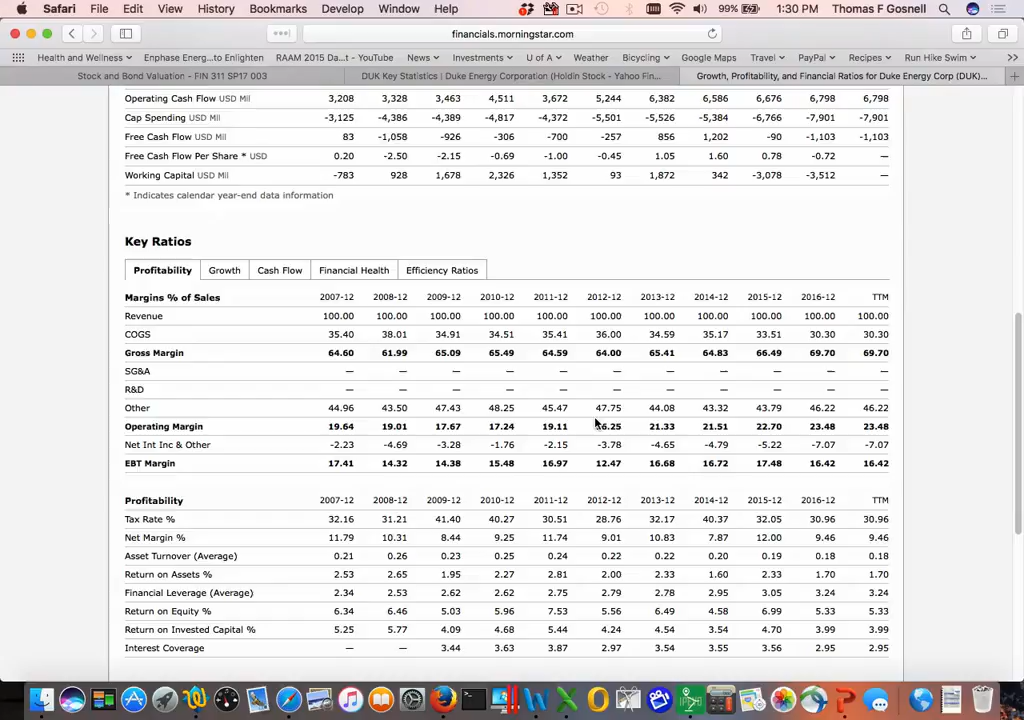 Safari File Edit View History Bookmarks Develop Window Help 99% 1:30 PM Thomas F Gosnell
financials.morningstar.com
Health and Wellness Enphase Energ...to Enlighten RAAM 2015 Da...t - YouTube News Investments U of A Weather Bicycling Google Maps Travel PayPal Recipes Run Hike Swim
Stock and Bond Valuation - FIN 311 SP17 003 DUK Key Statistics | Duke Energy Corporation (Holdin Stock - Yahoo Fin... Growth, Profitability, and Financial Ratios for Duke Energy Corp (DUK)...
Operating Cash Flow USD Mil 3,208 3,328 3,463 4,511 3,672 5,244 6,382 6,586 6,676 6,798 6,798
Cap Spending USD Mil -3,125 -4,386 -4,389 -4,817 -4,372 -5,501 -5,526 -5,384 -6,766 -7,901 -7,901
Free Cash Flow USD Mil 83 -1,058 -926 -306 -700 -257 856 1,202 -90 -1,103 -1,103
Free Cash Flow Per Share * USD 0.20 -2.50 -2.15 -0.69 -1.00 -0.45 1.05 1.60 0.78 -0.72 —
Working Capital USD Mil -783 928 1,678 2,326 1,352 93 1,872 342 -3,078 -3,512 —
* Indicates calendar year-end data information
Key Ratios
Profitability Growth Cash Flow Financial Health Efficiency Ratios
Margins % of Sales 2007-12 2008-12 2009-12 2010-12 2011-12 2012-12 2013-12 2014-12 2015-12 2016-12 TTM
Revenue 100.00 100.00 100.00 100.00 100.00 100.00 100.00 100.00 100.00 100.00 100.00
COGS 35.40 38.01 34.91 34.51 35.41 36.00 34.59 35.17 33.51 30.30 30.30
Gross Margin 64.60 61.99 65.09 65.49 64.59 64.00 65.41 64.83 66.49 69.70 69.70
SG&A — — — — — — — — — — —
R&D — — — — — — — — — — —
Other 44.96 43.50 47.43 48.25 45.47 47.75 44.08 43.32 43.79 46.22 46.22
Operating Margin 19.64 19.01 17.67 17.24 19.11 21.33 21.51 22.70 23.48 23.48
Net Int Inc & Other -2.23 -4.69 -3.28 -1.76 -2.15 -3.78 -4.65 -4.79 -5.22 -7.07 -7.07
EBT Margin 17.41 14.32 14.38 15.48 16.97 12.47 16.68 16.72 17.48 16.42 16.42
Profitability 2007-12 2008-12 2009-12 2010-12 2011-12 2012-12 2013-12 2014-12 2015-12 2016-12 TTM
Tax Rate % 32.16 31.21 41.40 40.27 30.51 28.76 32.17 40.37 32.05 30.96 30.96
Net Margin % 11.79 10.31 8.44 9.25 11.74 9.01 10.83 7.87 12.00 9.46 9.46
Asset Turnover (Average) 0.21 0.26 0.23 0.25 0.24 0.22 0.22 0.20 0.19 0.18 0.18
Return on Assets % 2.53 2.65 1.95 2.27 2.81 2.00 2.33 1.60 2.33 1.70 1.70
Financial Leverage (Average) 2.34 2.53 2.62 2.62 2.75 2.79 2.78 2.95 3.05 3.24 3.24
Return on Equity % 6.34 6.46 5.03 5.96 7.53 5.56 6.49 4.58 6.99 5.33 5.33
Return on Invested Capital % 5.25 5.77 4.09 4.68 5.44 4.24 4.54 3.54 4.70 3.99 3.99
Interest Coverage — — 3.44 3.63 3.87 2.97 3.54 3.55 3.56 2.95 2.95